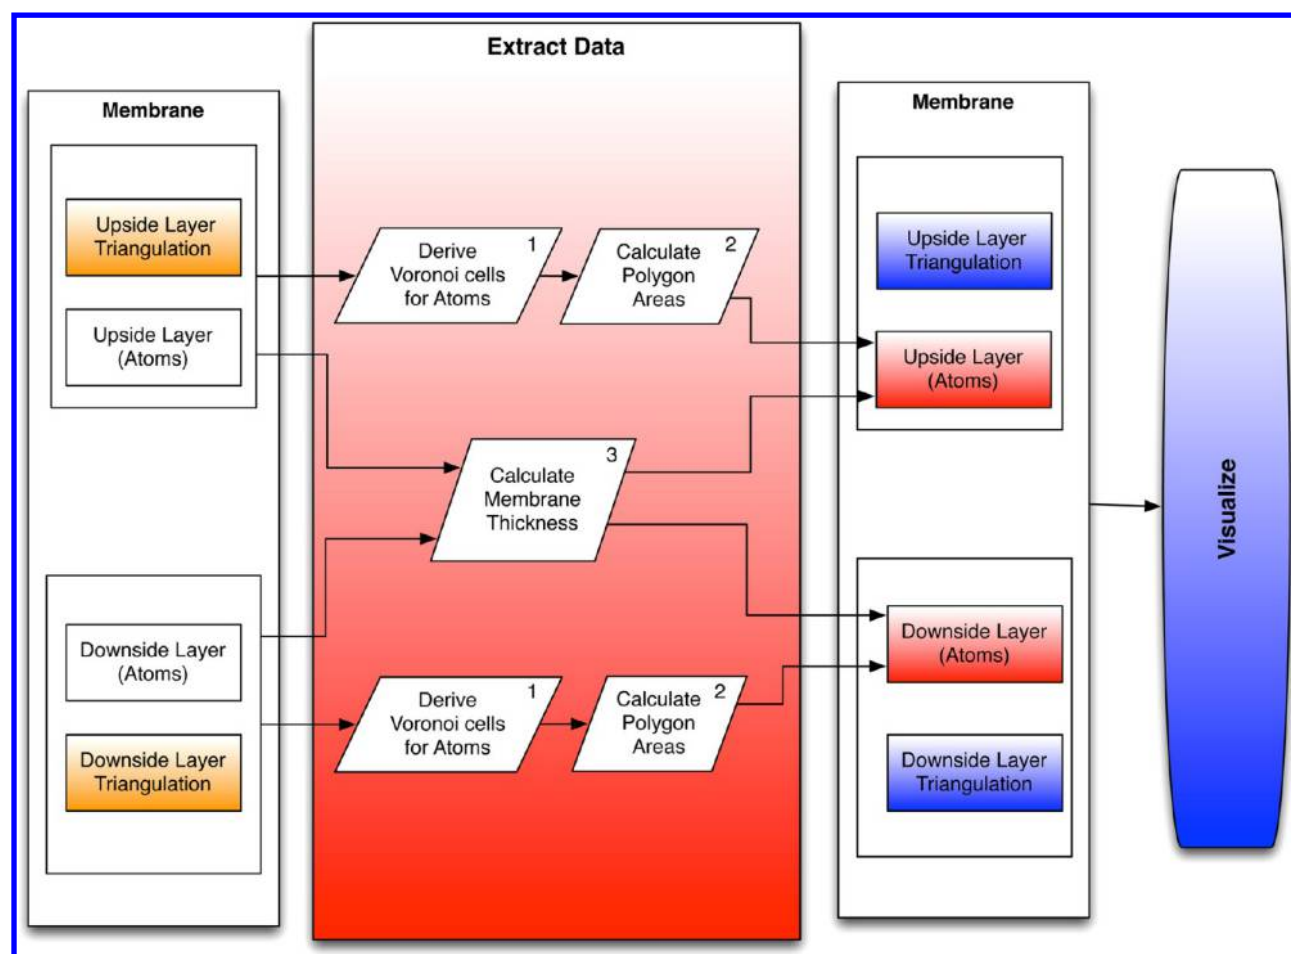 Extract Data
Membrane
Upside Layer
Triangulation
Upside Layer
(Atoms)
Downside Layer
(Atoms)
Downside Layer
Triangulation
1
Derive
Voronoi cells
for Atoms
2
Calculate
Polygon
Areas
3
Calculate
Membrane
Thickness
1
Derive
Voronoi cells
for Atoms
2
Calculate
Polygon
Areas
Membrane
Upside Layer
Triangulation
Upside Layer
(Atoms)
Downside Layer
(Atoms)
Downside Layer
Triangulation
Visualize